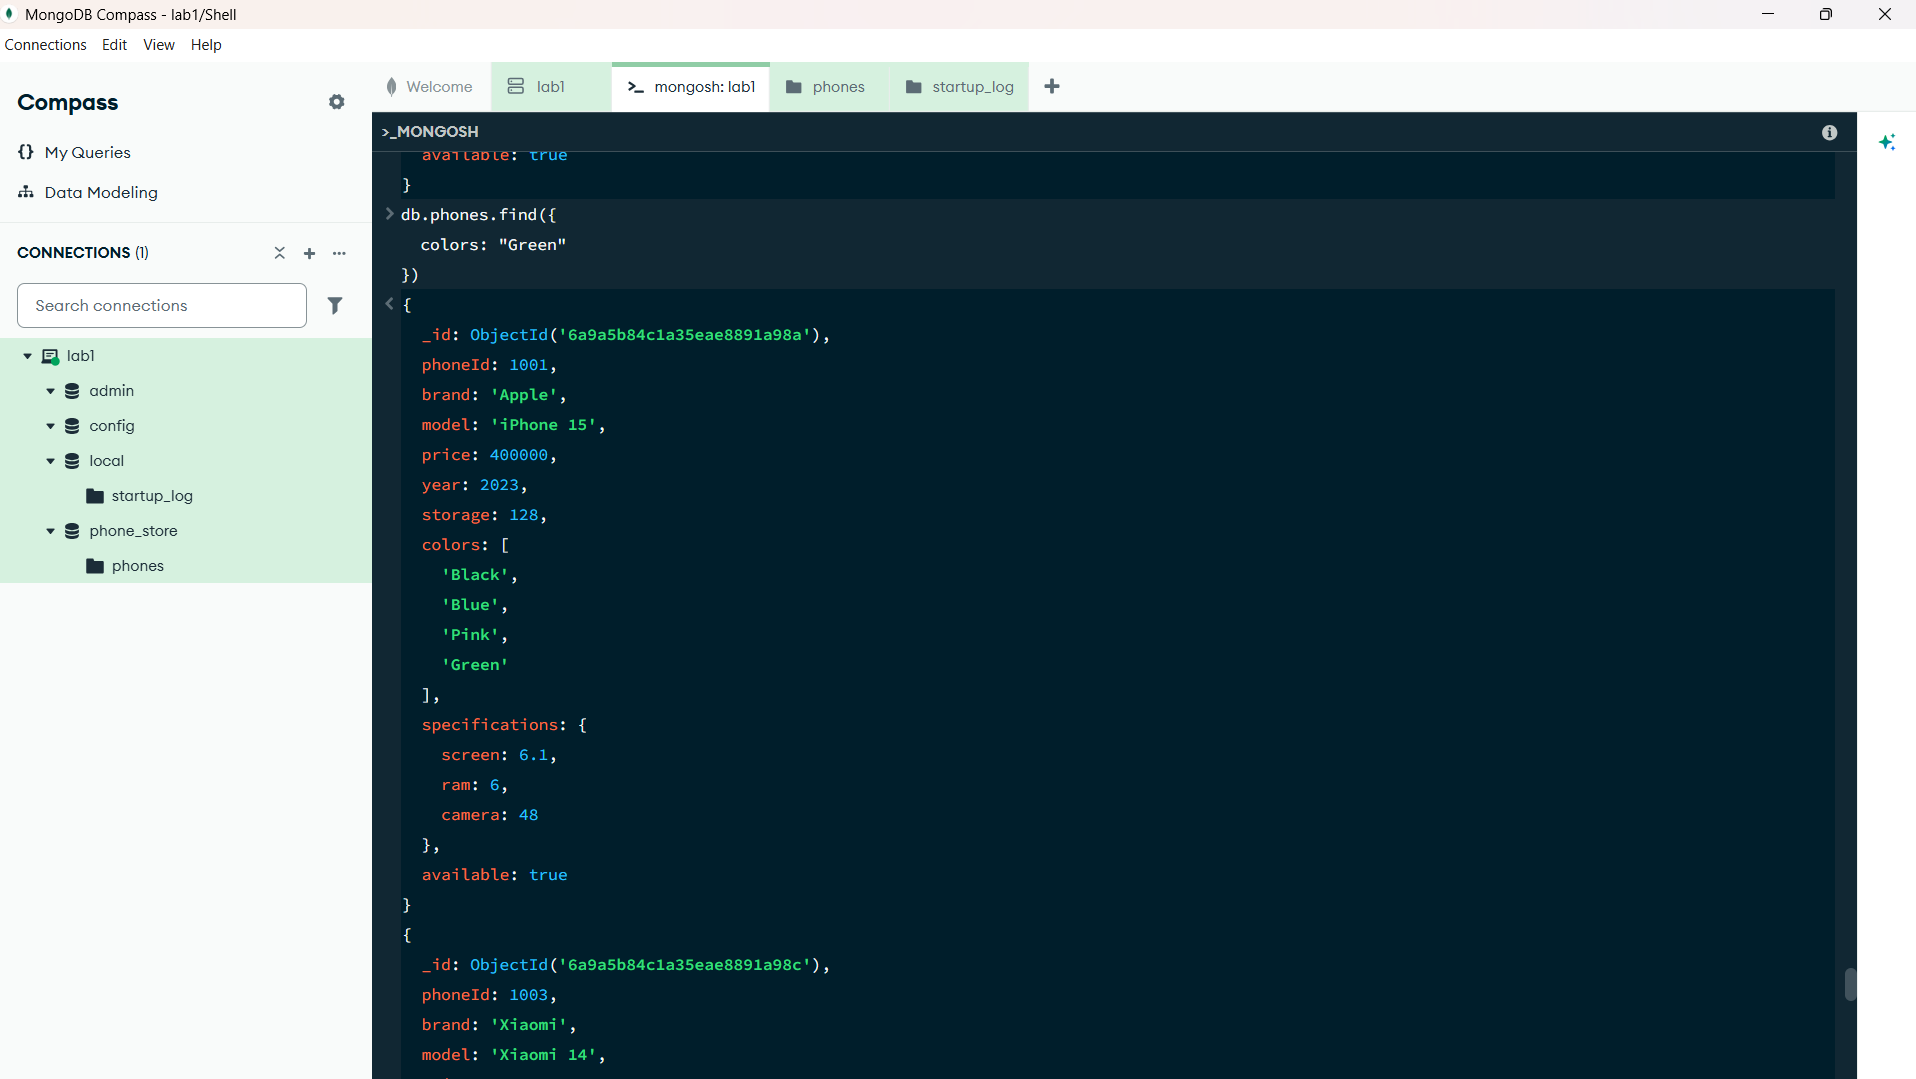 MongoDB Compass - lab1/Shell
Connections Edit View Help
Compass
My Queries
Data Modeling
CONNECTIONS (1)
Search connections
lab1
admin
config
local
startup_log
phone_store
phones
Welcome lab1 mongosh: lab1 phones startup_log
>_MONGOSH
available: true
}
db.phones.find({
  colors: "Green"
})
{
  _id: ObjectId('6a9a5b84c1a35eae8891a98a'),
  phoneId: 1001,
  brand: 'Apple',
  model: 'iPhone 15',
  price: 400000,
  year: 2023,
  storage: 128,
  colors: [
    'Black',
    'Blue',
    'Pink',
    'Green'
  ],
  specifications: {
    screen: 6.1,
    ram: 6,
    camera: 48
  },
  available: true
}
{
  _id: ObjectId('6a9a5b84c1a35eae8891a98c'),
  phoneId: 1003,
  brand: 'Xiaomi',
  model: 'Xiaomi 14',